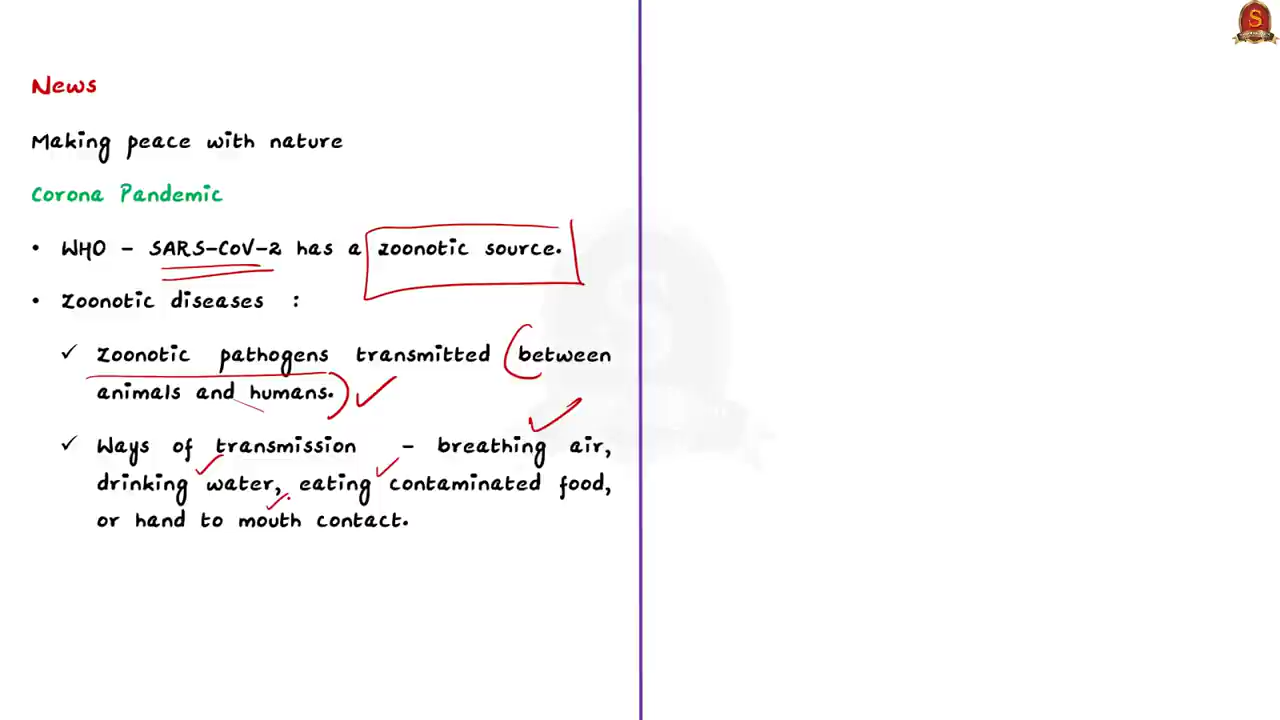 News
Making peace with nature
Corona Pandemic
• WHO - SARS-CoV-2 has a zoonotic source.
• Zoonotic diseases :
✓ Zoonotic pathogens transmitted between
animals and humans.
✓ Ways of transmission - breathing air,
drinking water, eating contaminated food,
or hand to mouth contact.
S